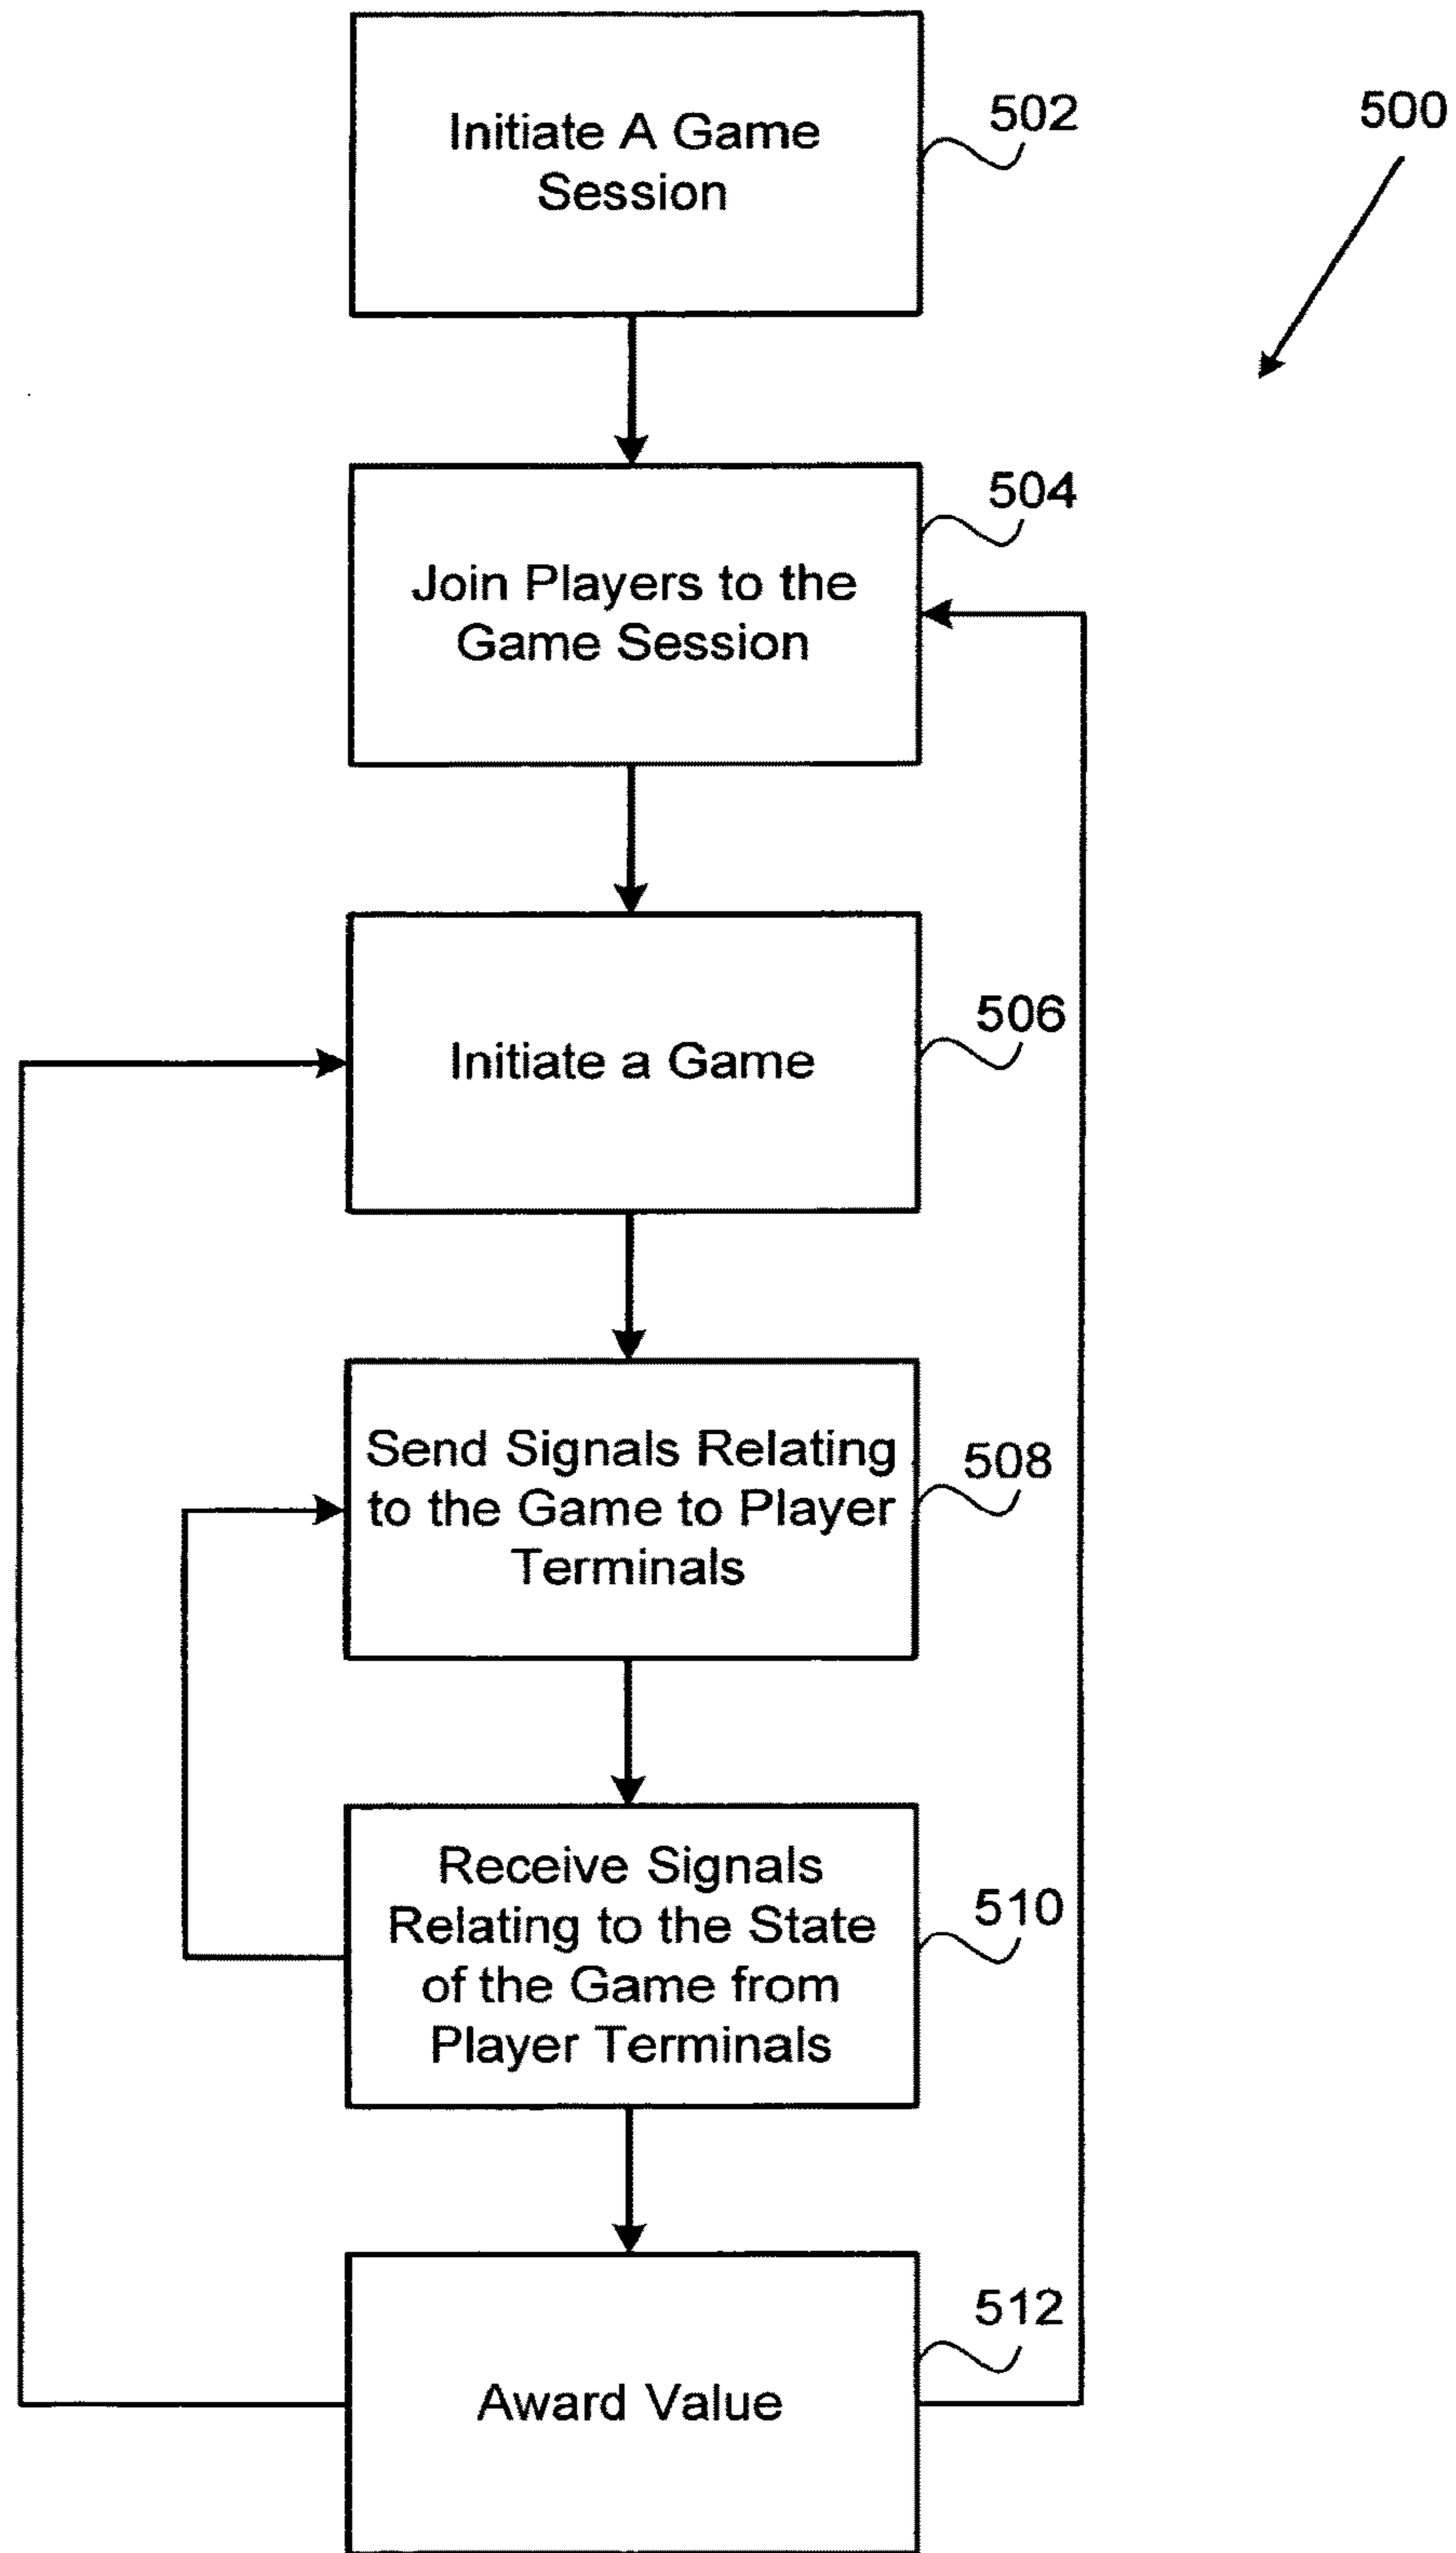 Initiate A Game
Session
502
500
Join Players to the
Game Session
504
Initiate a Game
506
Send Signals Relating
to the Game to Player
Terminals
508
Receive Signals
Relating to the State
of the Game from
Player Terminals
510
Award Value
512